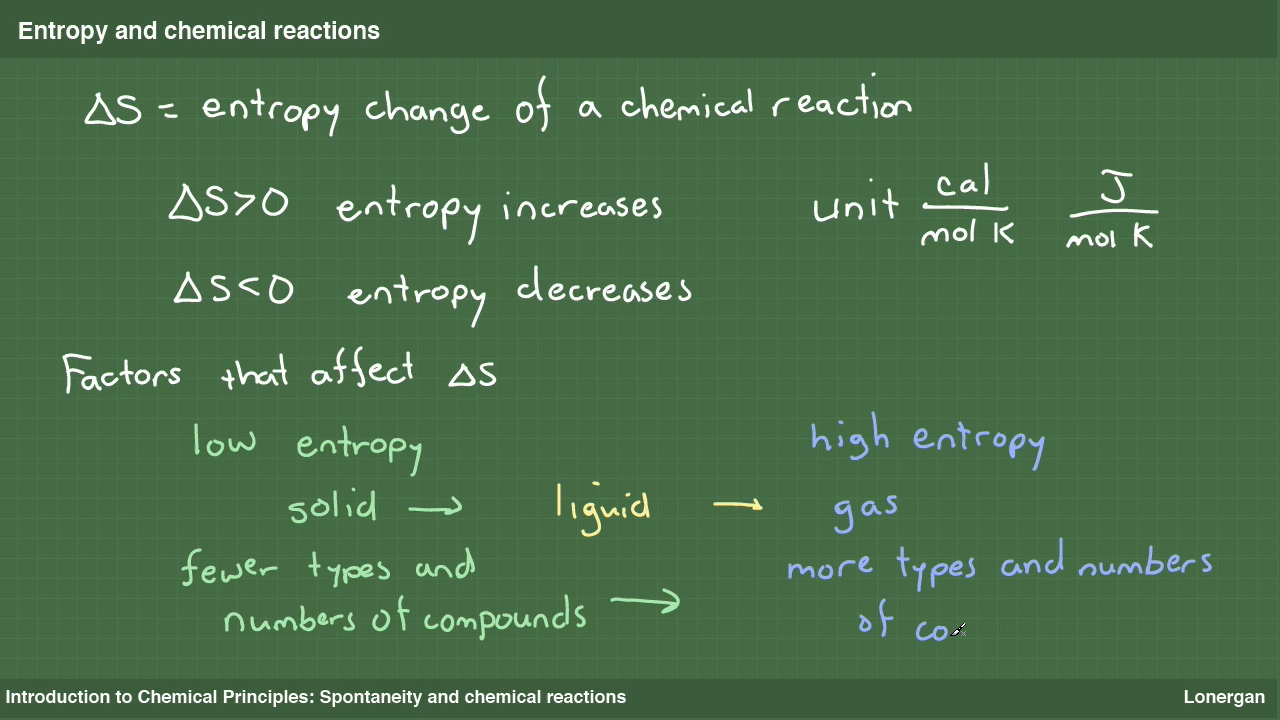 Entropy and chemical reactions
ΔS = entropy change of a chemical reaction
ΔS>0 entropy increases unit cal/mol K J/mol K
ΔS<0 entropy decreases
Factors that affect ΔS
low entropy high entropy
solid → liquid → gas
fewer types and more types and numbers
numbers of compounds → of co
Introduction to Chemical Principles: Spontaneity and chemical reactions Lonergan